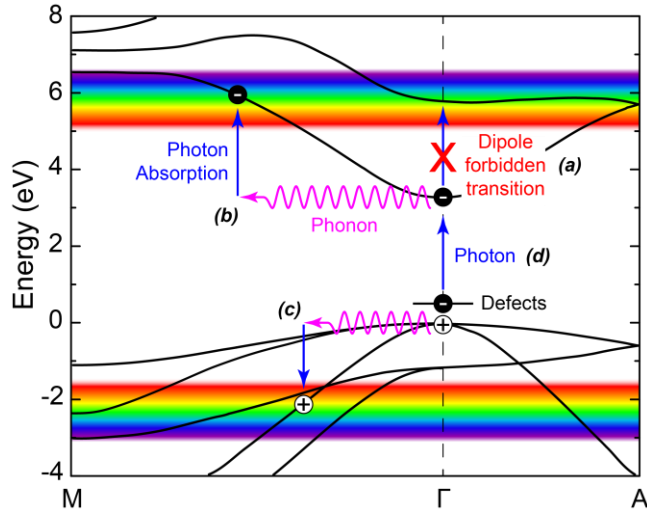 8
6
4
2
0
-2
-4
Energy (eV)
M
Γ
A
Photon
Absorption
(b)
Phonon
Dipole
forbidden
transition
(a)
X
Photon
(d)
(c)
Defects
-
-
-
+
+